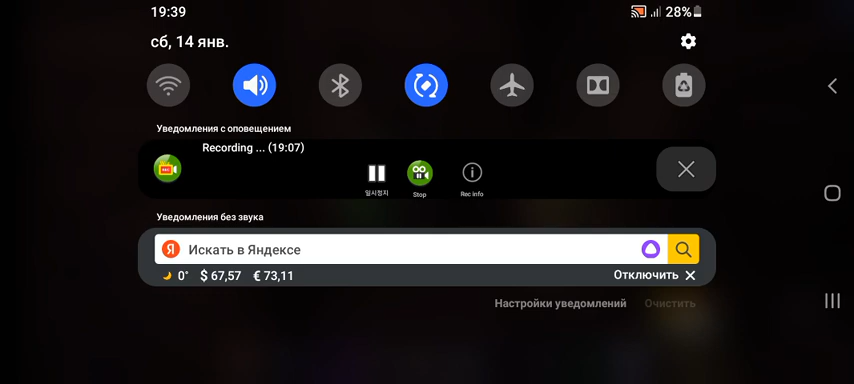 19:39
28%
сб, 14 янв.
Уведомления с оповещением
Recording ... (19:07)
REC
일시정지
Stop
Rec info
Уведомления без звука
Я Искать в Яндексе
0° $ 67,57 € 73,11
Отключить
Настройки уведомлений
Очистить